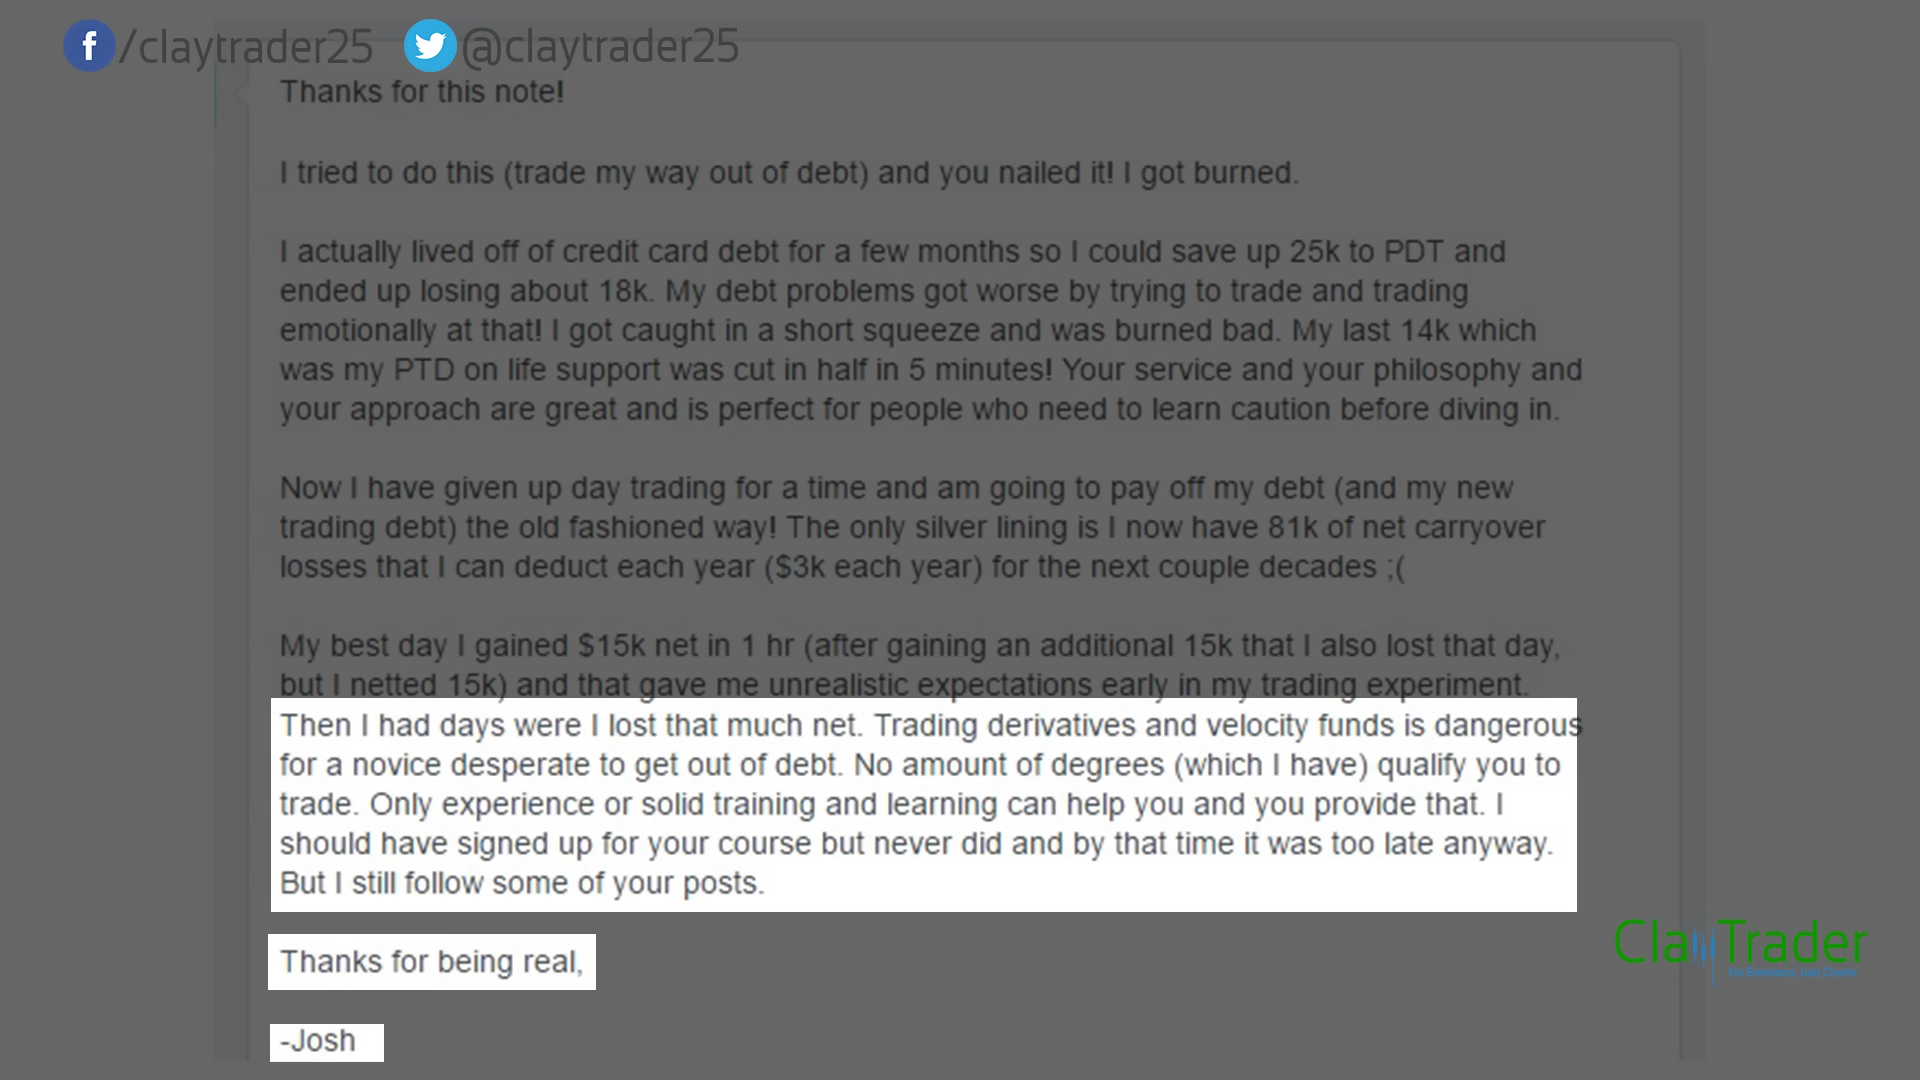 /claytrader25 @claytrader25
Thanks for this note!
I tried to do this (trade my way out of debt) and you nailed it! I got burned.
I actually lived off of credit card debt for a few months so I could save up 25k to PDT and
ended up losing about 18k. My debt problems got worse by trying to trade and trading
emotionally at that! I got caught in a short squeeze and was burned bad. My last 14k which
was my PTD on life support was cut in half in 5 minutes! Your service and your philosophy and
your approach are great and is perfect for people who need to learn caution before diving in.
Now I have given up day trading for a time and am going to pay off my debt (and my new
trading debt) the old fashioned way! The only silver lining is I now have 81k of net carryover
losses that I can deduct each year ($3k each year) for the next couple decades ;(
My best day I gained $15k net in 1 hr (after gaining an additional 15k that I also lost that day,
but I netted 15k) and that gave me unrealistic expectations early in my trading experiment.
Then I had days were I lost that much net. Trading derivatives and velocity funds is dangerous
for a novice desperate to get out of debt. No amount of degrees (which I have) qualify you to
trade. Only experience or solid training and learning can help you and you provide that. I
should have signed up for your course but never did and by that time it was too late anyway.
But I still follow some of your posts.
Thanks for being real,
-Josh
ClayTrader
No Emotions. Just Charts.